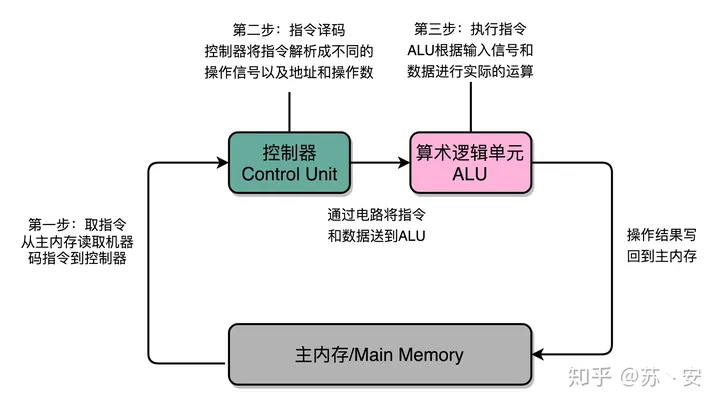 第二步：指令译码
控制器将指令解析成不同的
操作信号以及地址和操作数
第三步：执行指令
ALU根据输入信号和
数据进行实际的运算
控制器
Control Unit
算术逻辑单元
ALU
第一步：取指令
从主内存读取机器
码指令到控制器
通过电路将指令
和数据送到ALU
操作结果写
回到主内存
主内存/Main Memory
知乎 @苏丶安